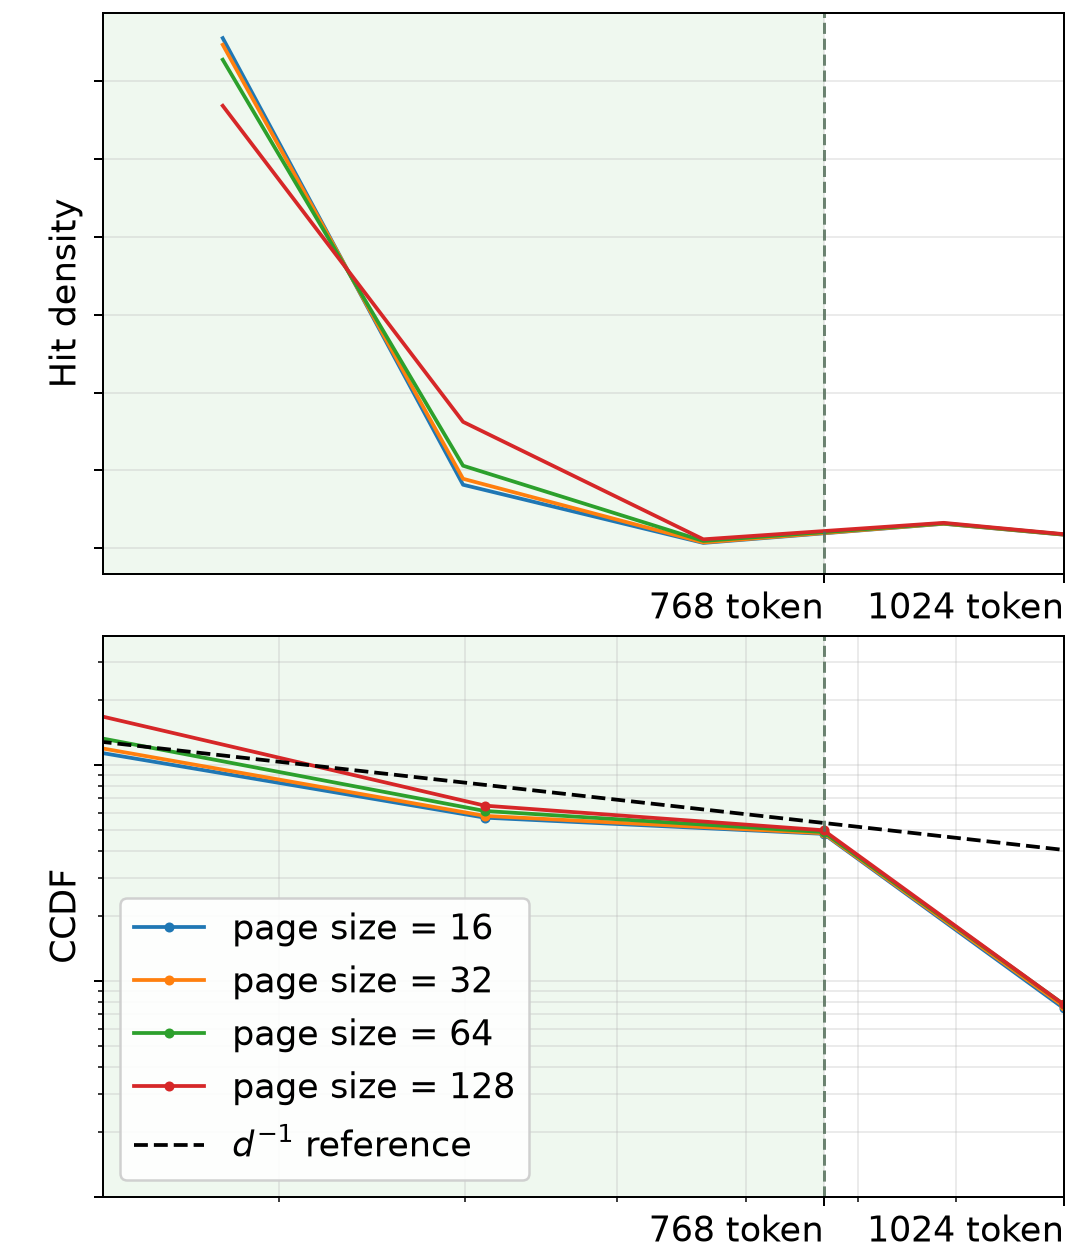 Hit density
768 token
1024 token
CCDF
page size = 16
page size = 32
page size = 64
page size = 128
d⁻¹ reference
768 token
1024 token